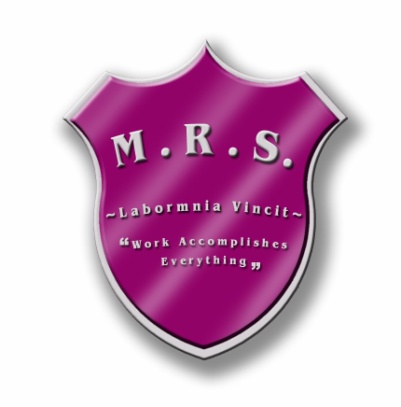 M.R.S.
~Labormnia Vincit~
“Work Accomplishes
Everything„